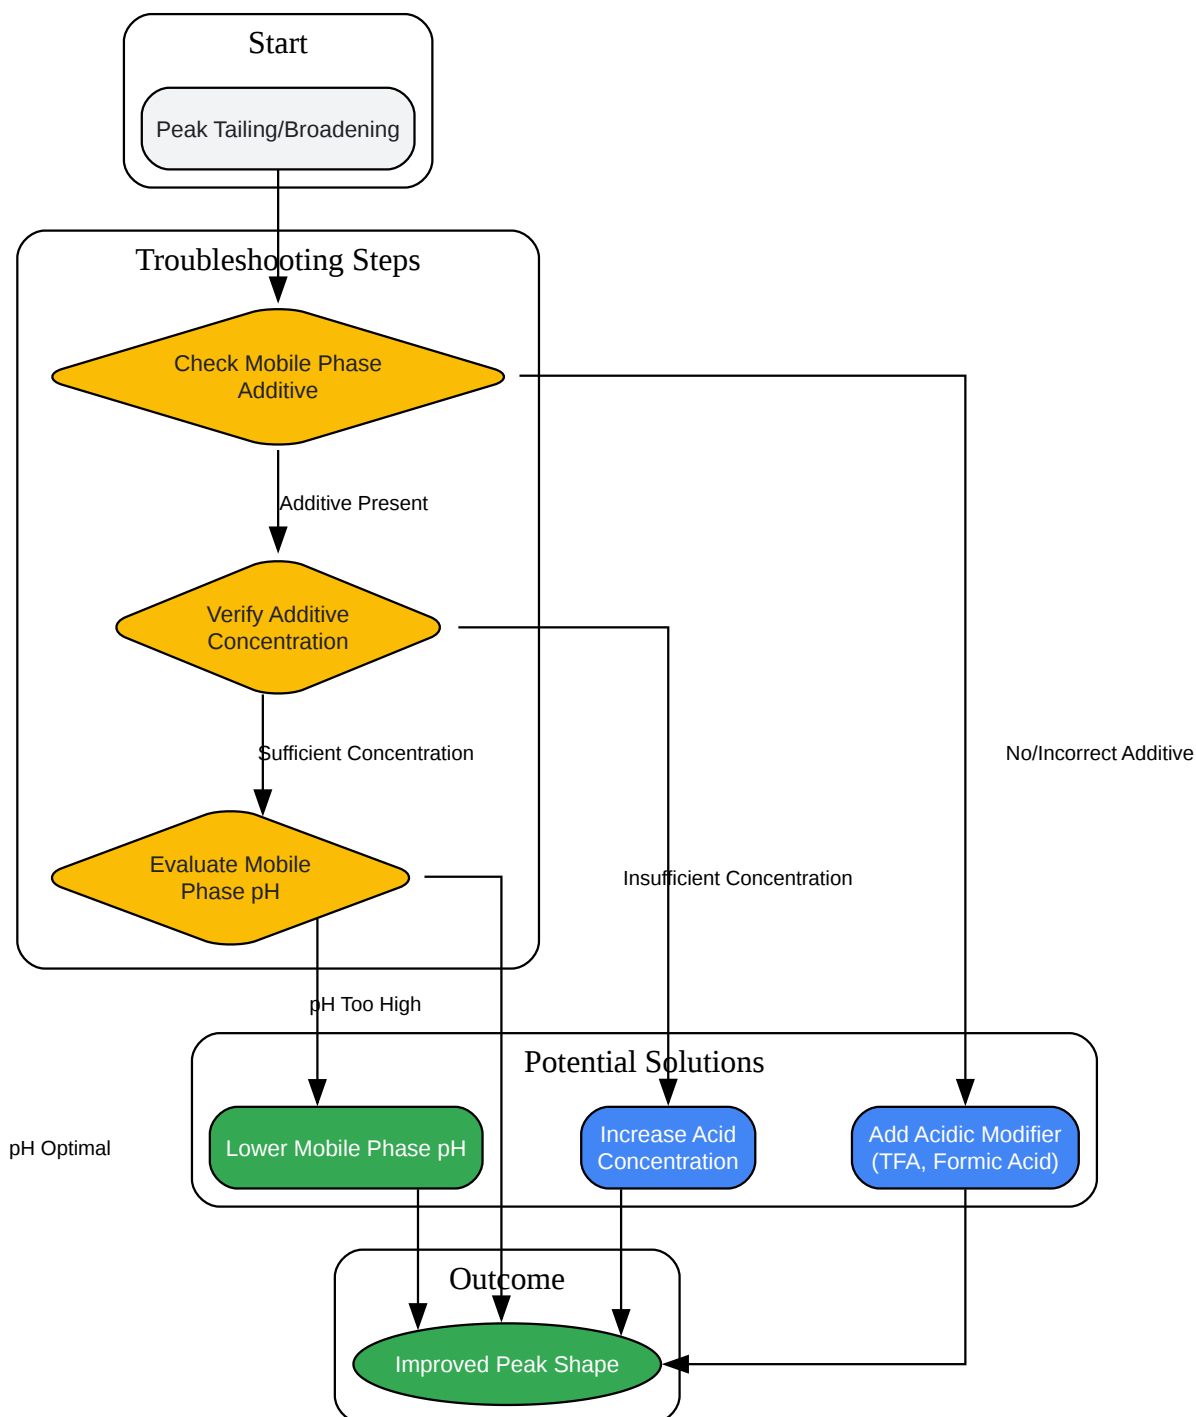 Start
Peak Tailing/Broadening
Troubleshooting Steps
Check Mobile Phase
Additive
Additive Present
Verify Additive
Concentration
Sufficient Concentration
No/Incorrect Additive
Evaluate Mobile
Phase pH
Insufficient Concentration
pH Too High
Potential Solutions
pH Optimal
Lower Mobile Phase pH
Increase Acid
Concentration
Add Acidic Modifier
(TFA, Formic Acid)
Outcome
Improved Peak Shape